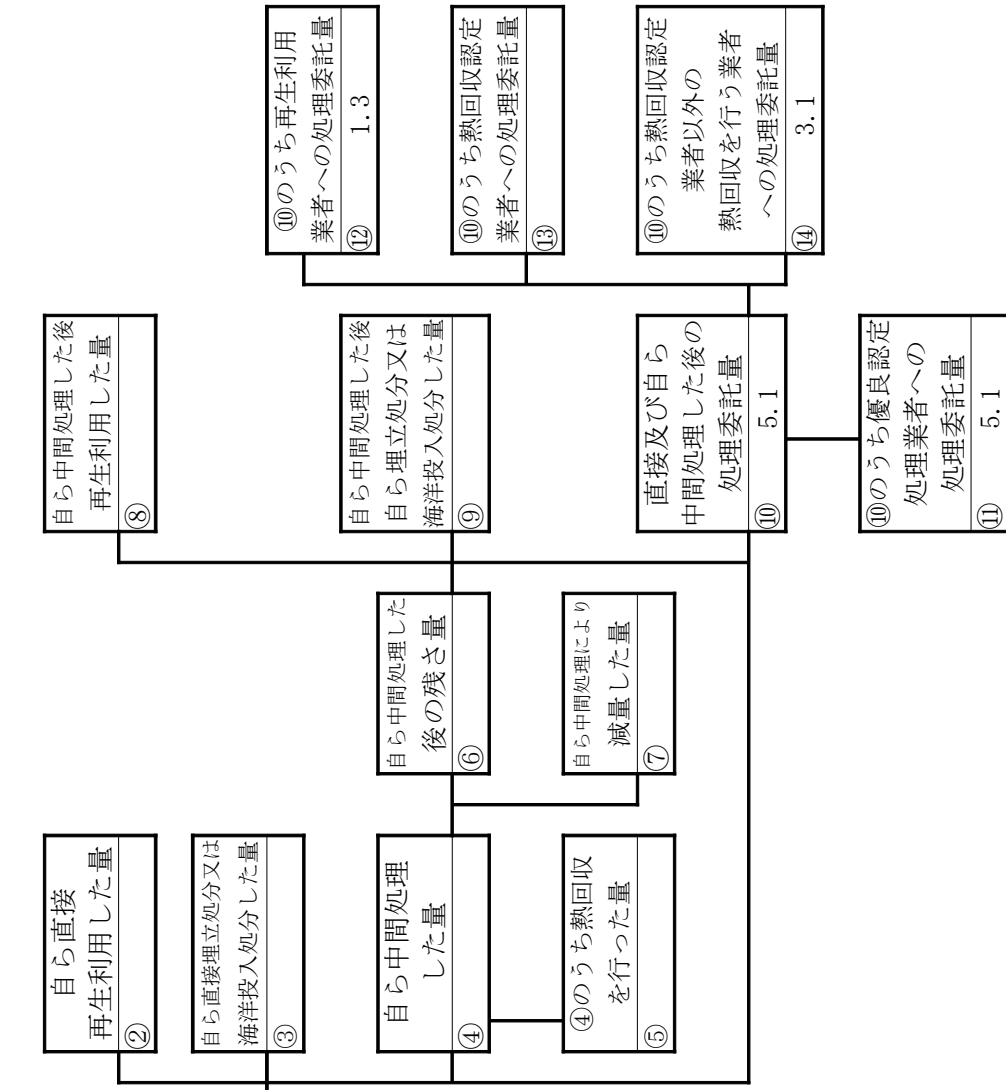 自ら直接
再生利用した量
②
自ら直接埋立処分又は
海洋投入処分した量
③
自ら中間処理
した量
④
④のうち熱回収
を行った量
⑤
自ら中間処理した
後の残さ量
⑥
自ら中間処理により
減量した量
⑦
自ら中間処理した後
再生利用した量
⑧
自ら中間処理した後
自ら埋立処分又は
海洋投入処分した量
⑨
直接及び自ら
中間処理した後の
処理委託量
⑩ 5.1
⑩のうち優良認定
処理業者への
処理委託量
⑪ 5.1
⑩のうち再生利用
業者への処理委託量
⑫ 1.3
⑩のうち熱回収認定
業者への処理委託量
⑬
⑩のうち熱回収認定
業者以外の
熱回収を行う業者
への処理委託量
⑭ 3.1